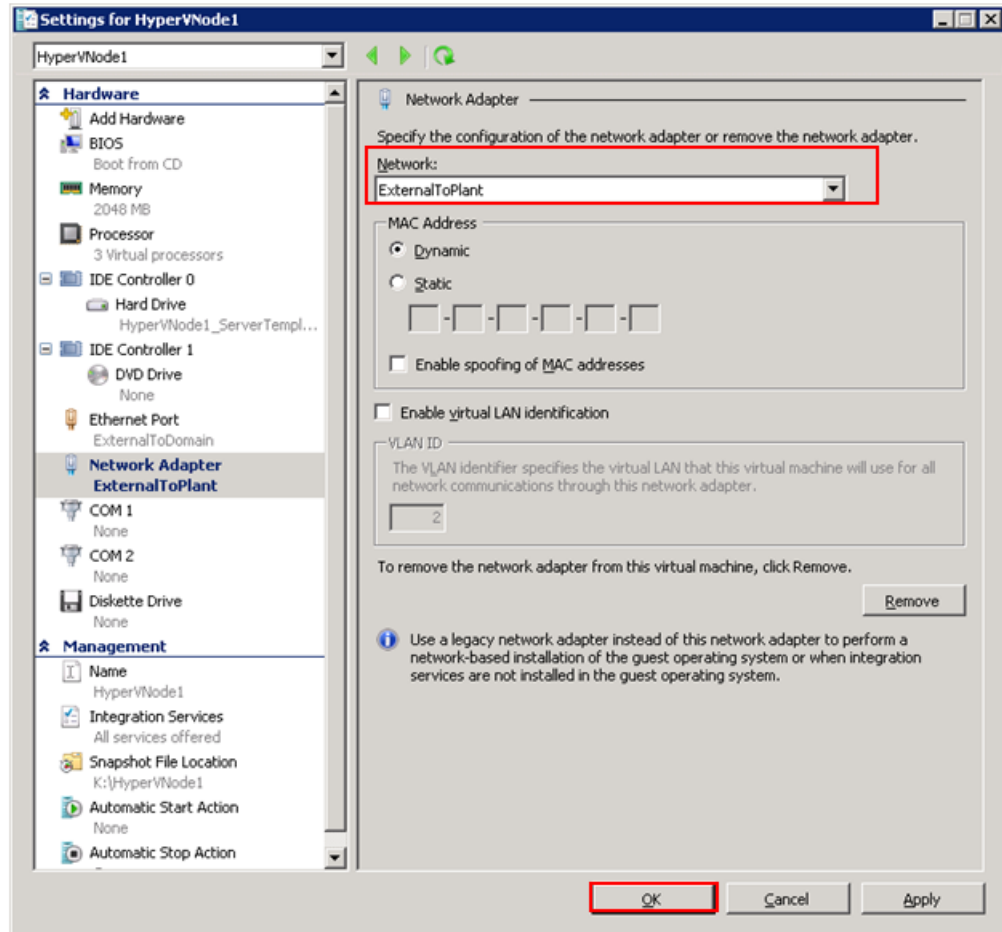 Settings for HyperVNode1
HyperVNode1
Hardware
Add Hardware
BIOS
Boot from CD
Memory
2048 MB
Processor
3 Virtual processors
IDE Controller 0
Hard Drive
HyperVNode1_ServerTempl...
IDE Controller 1
DVD Drive
None
Ethernet Port
ExternalToDomain
Network Adapter
ExternalToPlant
COM 1
None
COM 2
None
Diskette Drive
None
Management
Name
HyperVNode1
Integration Services
All services offered
Snapshot File Location
K:\HyperVNode1
Automatic Start Action
None
Automatic Stop Action
Network Adapter
Specify the configuration of the network adapter or remove the network adapter.
Network:
ExternalToPlant
MAC Address
Dynamic
Static
- - - - -
Enable spoofing of MAC addresses
Enable virtual LAN identification
VLAN ID
The VLAN identifier specifies the virtual LAN that this virtual machine will use for all
network communications through this network adapter.
2
To remove the network adapter from this virtual machine, click Remove.
Remove
Use a legacy network adapter instead of this network adapter to perform a
network-based installation of the guest operating system or when integration
services are not installed in the guest operating system.
OK
Cancel
Apply